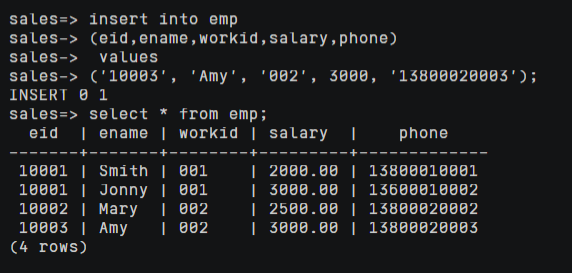 sales=> insert into emp
sales-> (eid,ename,workid,salary,phone)
sales->  values
sales-> ('10003', 'Amy', '002', 3000, '13800020003');
INSERT 0 1
sales=> select * from emp;
  eid  | ename | workid | salary  |    phone
-------+-------+--------+---------+-------------
 10001 | Smith | 001    | 2000.00 | 13800010001
 10001 | Jonny | 001    | 3000.00 | 13600010002
 10002 | Mary  | 002    | 2500.00 | 13800020002
 10003 | Amy   | 002    | 3000.00 | 13800020003
(4 rows)